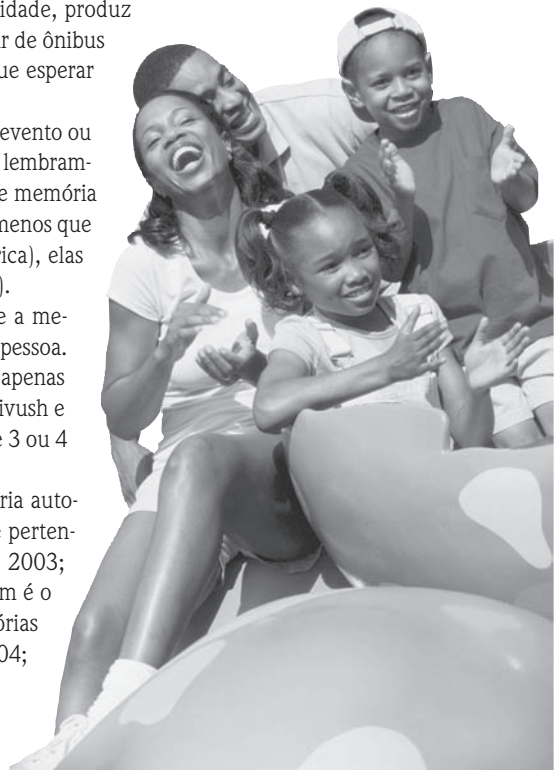 idade, produz
r de ônibus
ue esperar
evento ou
lembram-
e memória
menos que
rica), elas
).
e a me-
pessoa.
apenas
ivush e
e 3 ou 4
ria auto-
e perten-
2003;
m é o
órias
04;